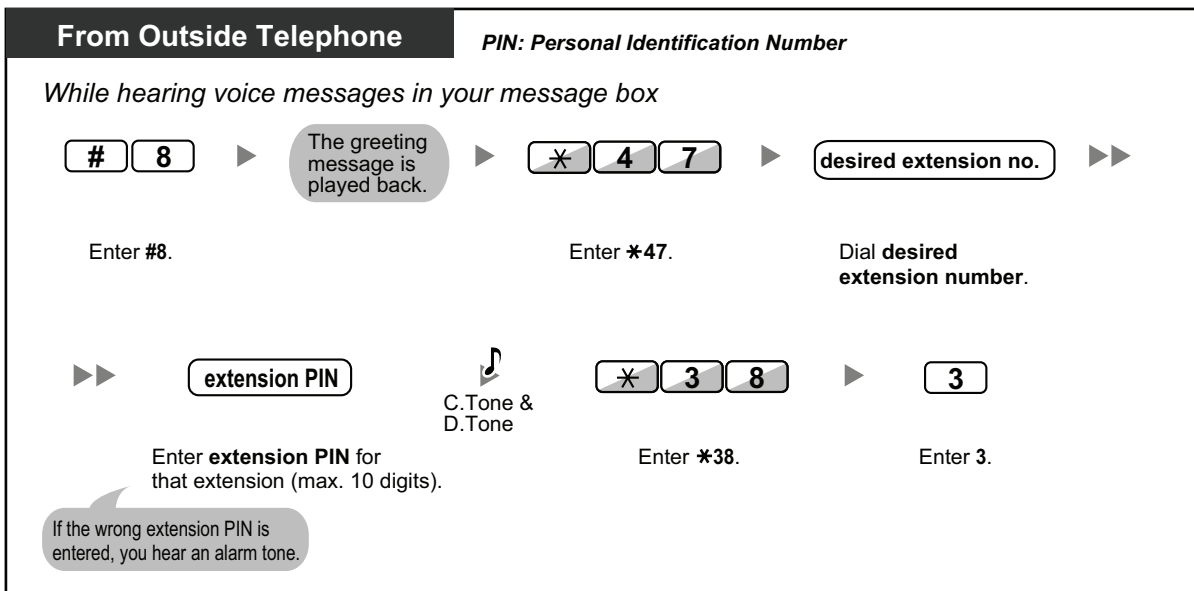 From Outside Telephone
PIN: Personal Identification Number
While hearing voice messages in your message box
# 8
The greeting
message is
played back.
* 4 7
desired extension no.
Enter #8.
Enter *47.
Dial desired
extension number.
extension PIN
C.Tone &
D.Tone
* 3 8
3
Enter extension PIN for
that extension (max. 10 digits).
Enter *38.
Enter 3.
If the wrong extension PIN is
entered, you hear an alarm tone.